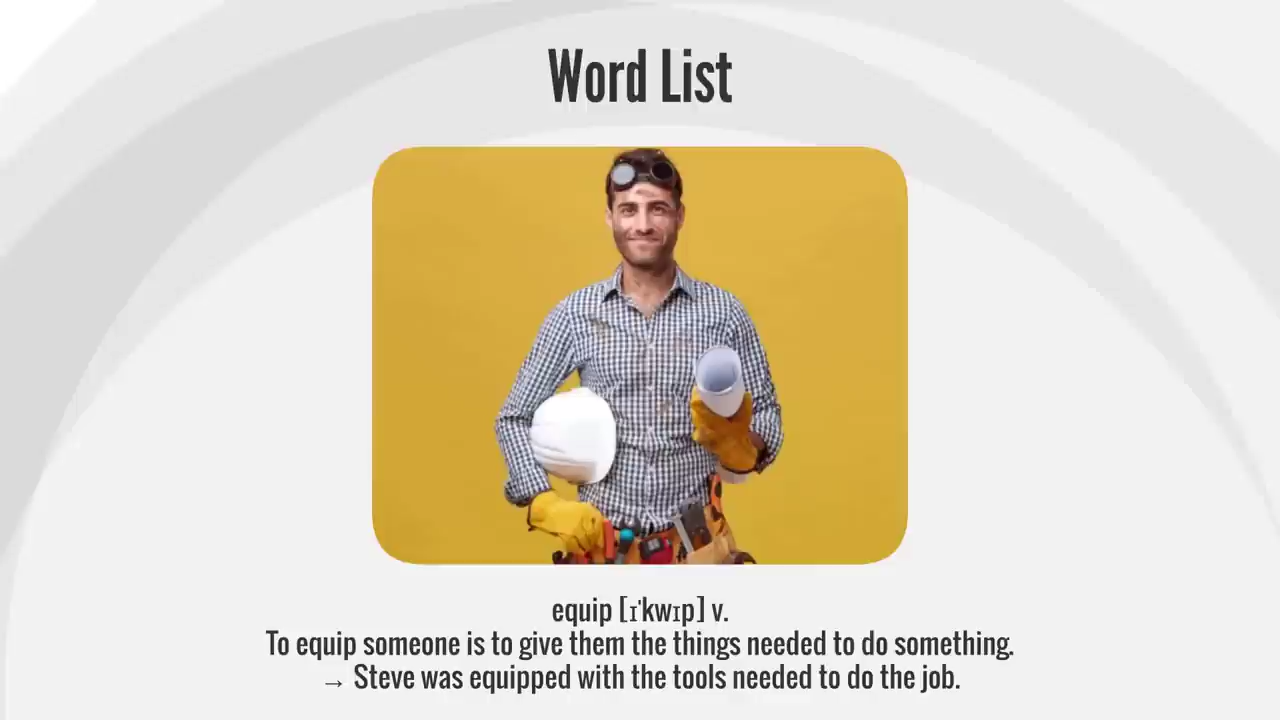 Word List
equip [ɪˈkwɪp] v.
To equip someone is to give them the things needed to do something.
→ Steve was equipped with the tools needed to do the job.